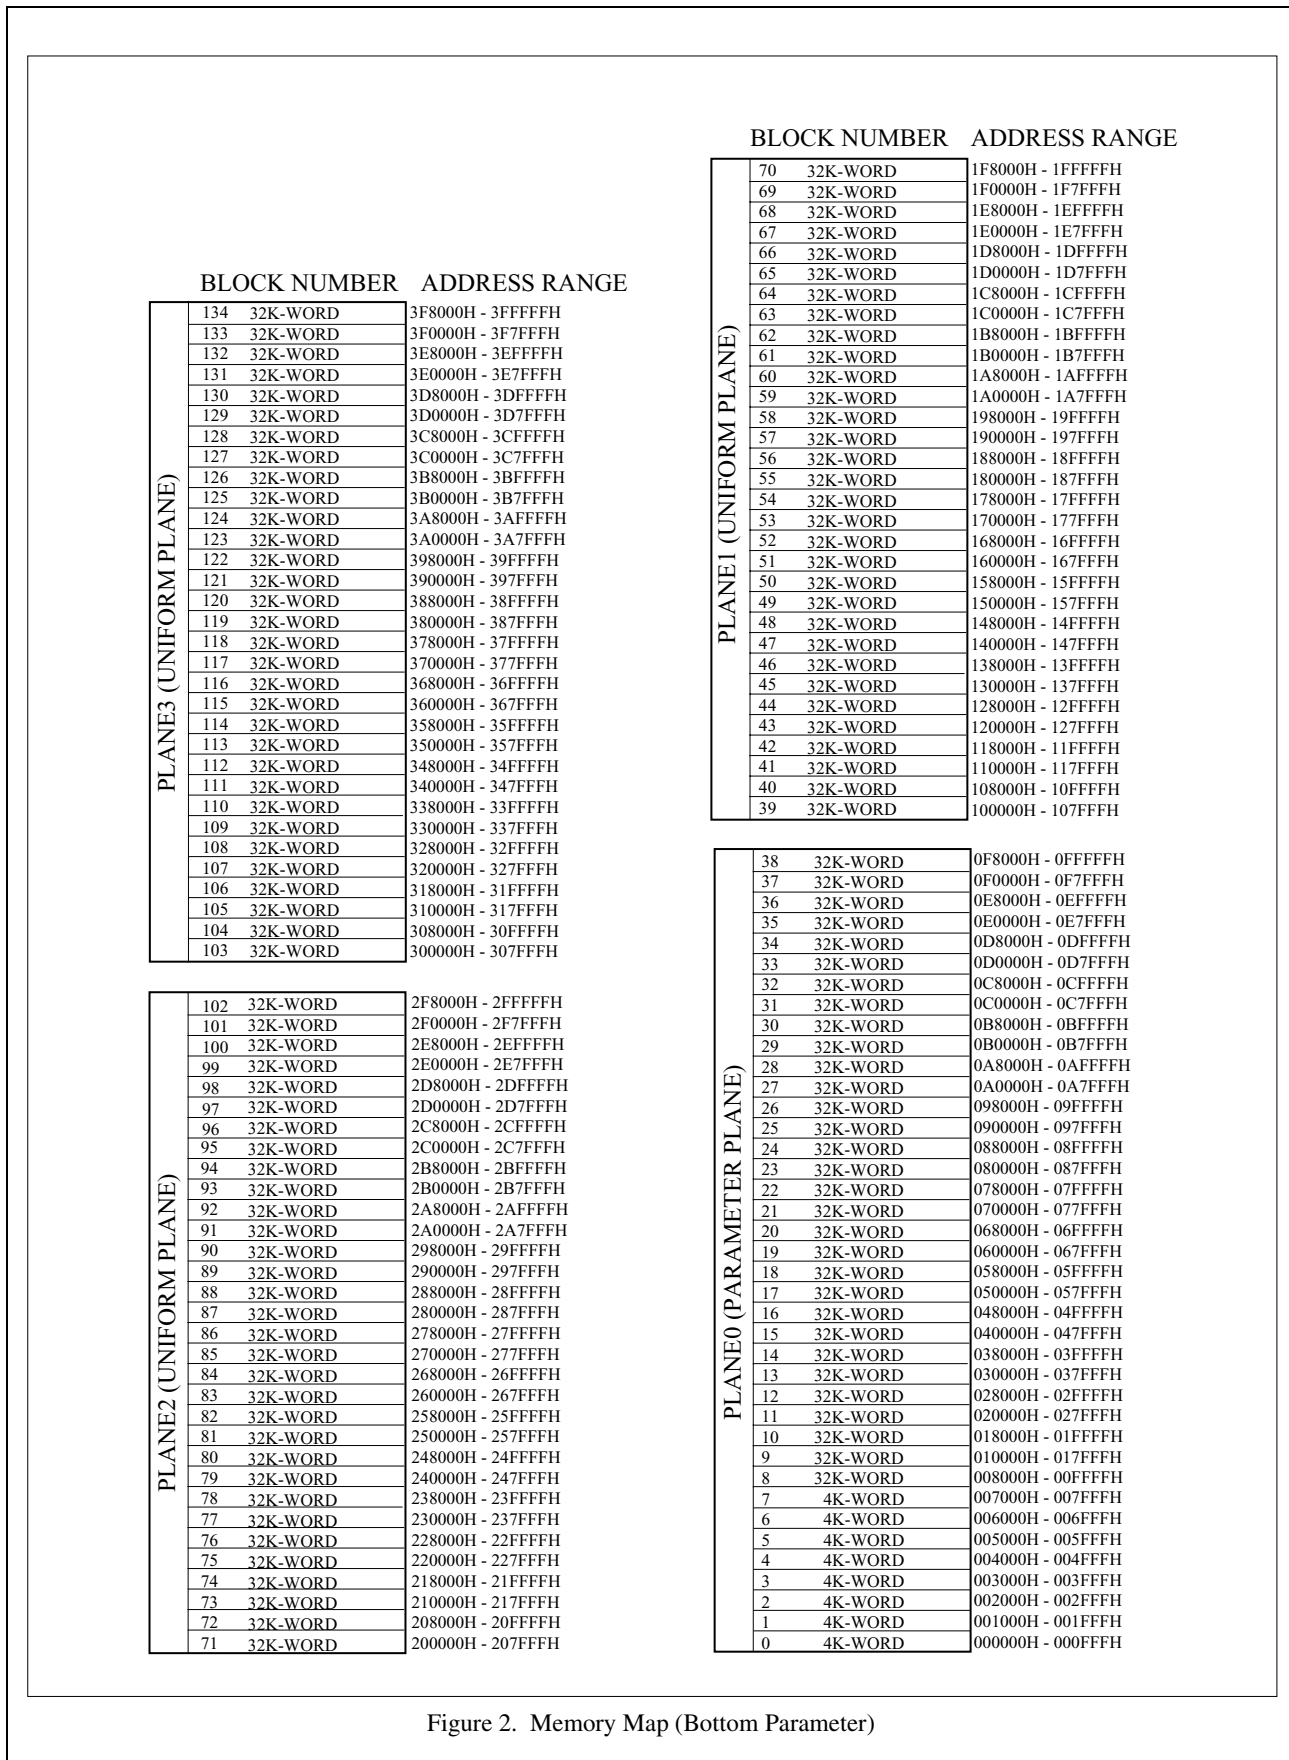 BLOCK NUMBER ADDRESS RANGE
PLANE3 (UNIFORM PLANE)
134 32K-WORD 3F8000H - 3FFFFFH
133 32K-WORD 3F0000H - 3F7FFFH
132 32K-WORD 3E8000H - 3EFFFFH
131 32K-WORD 3E0000H - 3E7FFFH
130 32K-WORD 3D8000H - 3DFFFFH
129 32K-WORD 3D0000H - 3D7FFFH
128 32K-WORD 3C8000H - 3CFFFFH
127 32K-WORD 3C0000H - 3C7FFFH
126 32K-WORD 3B8000H - 3BFFFFH
125 32K-WORD 3B0000H - 3B7FFFH
124 32K-WORD 3A8000H - 3AFFFFH
123 32K-WORD 3A0000H - 3A7FFFH
122 32K-WORD 398000H - 39FFFFH
121 32K-WORD 390000H - 397FFFH
120 32K-WORD 388000H - 38FFFFH
119 32K-WORD 380000H - 387FFFH
118 32K-WORD 378000H - 37FFFFH
117 32K-WORD 370000H - 377FFFH
116 32K-WORD 368000H - 36FFFFH
115 32K-WORD 360000H - 367FFFH
114 32K-WORD 358000H - 35FFFFH
113 32K-WORD 350000H - 357FFFH
112 32K-WORD 348000H - 34FFFFH
111 32K-WORD 340000H - 347FFFH
110 32K-WORD 338000H - 33FFFFH
109 32K-WORD 330000H - 337FFFH
108 32K-WORD 328000H - 32FFFFH
107 32K-WORD 320000H - 327FFFH
106 32K-WORD 318000H - 31FFFFH
105 32K-WORD 310000H - 317FFFH
104 32K-WORD 308000H - 30FFFFH
103 32K-WORD 300000H - 307FFFH
PLANE2 (UNIFORM PLANE)
102 32K-WORD 2F8000H - 2FFFFFH
101 32K-WORD 2F0000H - 2F7FFFH
100 32K-WORD 2E8000H - 2EFFFFH
99 32K-WORD 2E0000H - 2E7FFFH
98 32K-WORD 2D8000H - 2DFFFFH
97 32K-WORD 2D0000H - 2D7FFFH
96 32K-WORD 2C8000H - 2CFFFFH
95 32K-WORD 2C0000H - 2C7FFFH
94 32K-WORD 2B8000H - 2BFFFFH
93 32K-WORD 2B0000H - 2B7FFFH
92 32K-WORD 2A8000H - 2AFFFFH
91 32K-WORD 2A0000H - 2A7FFFH
90 32K-WORD 298000H - 29FFFFH
89 32K-WORD 290000H - 297FFFH
88 32K-WORD 288000H - 28FFFFH
87 32K-WORD 280000H - 287FFFH
86 32K-WORD 278000H - 27FFFFH
85 32K-WORD 270000H - 277FFFH
84 32K-WORD 268000H - 26FFFFH
83 32K-WORD 260000H - 267FFFH
82 32K-WORD 258000H - 25FFFFH
81 32K-WORD 250000H - 257FFFH
80 32K-WORD 248000H - 24FFFFH
79 32K-WORD 240000H - 247FFFH
78 32K-WORD 238000H - 23FFFFH
77 32K-WORD 230000H - 237FFFH
76 32K-WORD 228000H - 22FFFFH
75 32K-WORD 220000H - 227FFFH
74 32K-WORD 218000H - 21FFFFH
73 32K-WORD 210000H - 217FFFH
72 32K-WORD 208000H - 20FFFFH
71 32K-WORD 200000H - 207FFFH
BLOCK NUMBER ADDRESS RANGE
PLANE1 (UNIFORM PLANE)
70 32K-WORD 1F8000H - 1FFFFFH
69 32K-WORD 1F0000H - 1F7FFFH
68 32K-WORD 1E8000H - 1EFFFFH
67 32K-WORD 1E0000H - 1E7FFFH
66 32K-WORD 1D8000H - 1DFFFFH
65 32K-WORD 1D0000H - 1D7FFFH
64 32K-WORD 1C8000H - 1CFFFFH
63 32K-WORD 1C0000H - 1C7FFFH
62 32K-WORD 1B8000H - 1BFFFFH
61 32K-WORD 1B0000H - 1B7FFFH
60 32K-WORD 1A8000H - 1AFFFFH
59 32K-WORD 1A0000H - 1A7FFFH
58 32K-WORD 198000H - 19FFFFH
57 32K-WORD 190000H - 197FFFH
56 32K-WORD 188000H - 18FFFFH
55 32K-WORD 180000H - 187FFFH
54 32K-WORD 178000H - 17FFFFH
53 32K-WORD 170000H - 177FFFH
52 32K-WORD 168000H - 16FFFFH
51 32K-WORD 160000H - 167FFFH
50 32K-WORD 158000H - 15FFFFH
49 32K-WORD 150000H - 157FFFH
48 32K-WORD 148000H - 14FFFFH
47 32K-WORD 140000H - 147FFFH
46 32K-WORD 138000H - 13FFFFH
45 32K-WORD 130000H - 137FFFH
44 32K-WORD 128000H - 12FFFFH
43 32K-WORD 120000H - 127FFFH
42 32K-WORD 118000H - 11FFFFH
41 32K-WORD 110000H - 117FFFH
40 32K-WORD 108000H - 10FFFFH
39 32K-WORD 100000H - 107FFFH
PLANE0 (PARAMETER PLANE)
38 32K-WORD 0F8000H - 0FFFFFH
37 32K-WORD 0F0000H - 0F7FFFH
36 32K-WORD 0E8000H - 0EFFFFH
35 32K-WORD 0E0000H - 0E7FFFH
34 32K-WORD 0D8000H - 0DFFFFH
33 32K-WORD 0D0000H - 0D7FFFH
32 32K-WORD 0C8000H - 0CFFFFH
31 32K-WORD 0C0000H - 0C7FFFH
30 32K-WORD 0B8000H - 0BFFFFH
29 32K-WORD 0B0000H - 0B7FFFH
28 32K-WORD 0A8000H - 0AFFFFH
27 32K-WORD 0A0000H - 0A7FFFH
26 32K-WORD 098000H - 09FFFFH
25 32K-WORD 090000H - 097FFFH
24 32K-WORD 088000H - 08FFFFH
23 32K-WORD 080000H - 087FFFH
22 32K-WORD 078000H - 07FFFFH
21 32K-WORD 070000H - 077FFFH
20 32K-WORD 068000H - 06FFFFH
19 32K-WORD 060000H - 067FFFH
18 32K-WORD 058000H - 05FFFFH
17 32K-WORD 050000H - 057FFFH
16 32K-WORD 048000H - 04FFFFH
15 32K-WORD 040000H - 047FFFH
14 32K-WORD 038000H - 03FFFFH
13 32K-WORD 030000H - 037FFFH
12 32K-WORD 028000H - 02FFFFH
11 32K-WORD 020000H - 027FFFH
10 32K-WORD 018000H - 01FFFFH
9 32K-WORD 010000H - 017FFFH
8 32K-WORD 008000H - 00FFFFH
7 4K-WORD 007000H - 007FFFH
6 4K-WORD 006000H - 006FFFH
5 4K-WORD 005000H - 005FFFH
4 4K-WORD 004000H - 004FFFH
3 4K-WORD 003000H - 003FFFH
2 4K-WORD 002000H - 002FFFH
1 4K-WORD 001000H - 001FFFH
0 4K-WORD 000000H - 000FFFH
Figure 2. Memory Map (Bottom Parameter)